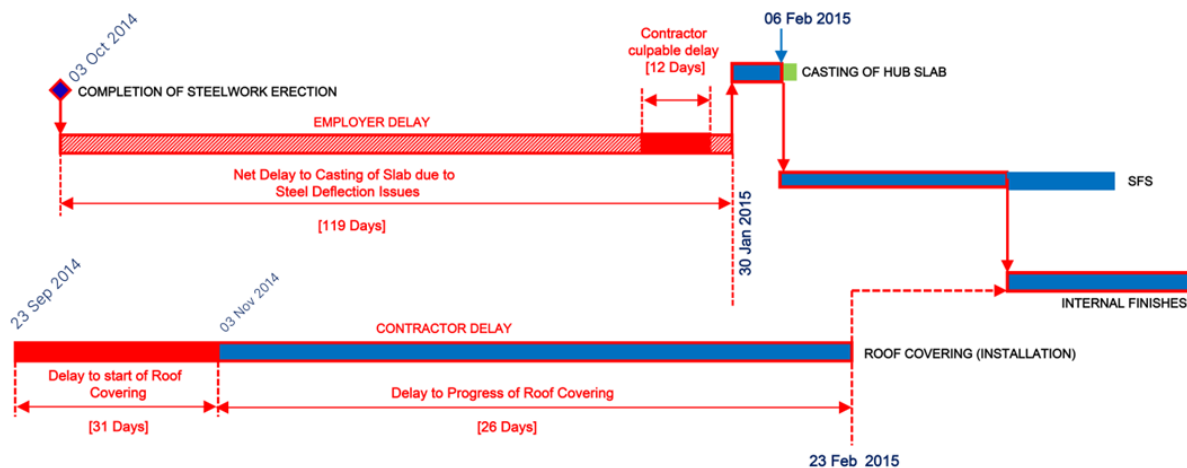 03 Oct 2014
COMPLETION OF STEELWORK ERECTION
Contractor
culpable delay
[12 Days]
06 Feb 2015
CASTING OF HUB SLAB
EMPLOYER DELAY
Net Delay to Casting of Slab due to
Steel Deflection Issues
[119 Days]
30 Jan 2015
SFS
INTERNAL FINISHES
23 Sep 2014
03 Nov 2014
CONTRACTOR DELAY
ROOF COVERING (INSTALLATION)
Delay to start of Roof
Covering
[31 Days]
Delay to Progress of Roof Covering
[26 Days]
23 Feb 2015